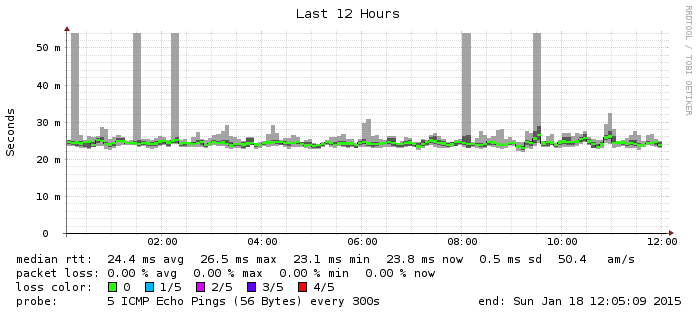 Last 12 Hours
RRDTOOL / TOBI OETIKER
Seconds
50 m
40 m
30 m
20 m
10 m
0
02:00 04:00 06:00 08:00 10:00 12:00
median rtt: 24.4 ms avg 26.5 ms max 23.1 ms min 23.8 ms now 0.5 ms sd 50.4 am/s
packet loss: 0.00 % avg 0.00 % max 0.00 % min 0.00 % now
loss color: 0 1/5 2/5 3/5 4/5
probe: 5 ICMP Echo Pings (56 Bytes) every 300s end: Sun Jan 18 12:05:09 2015